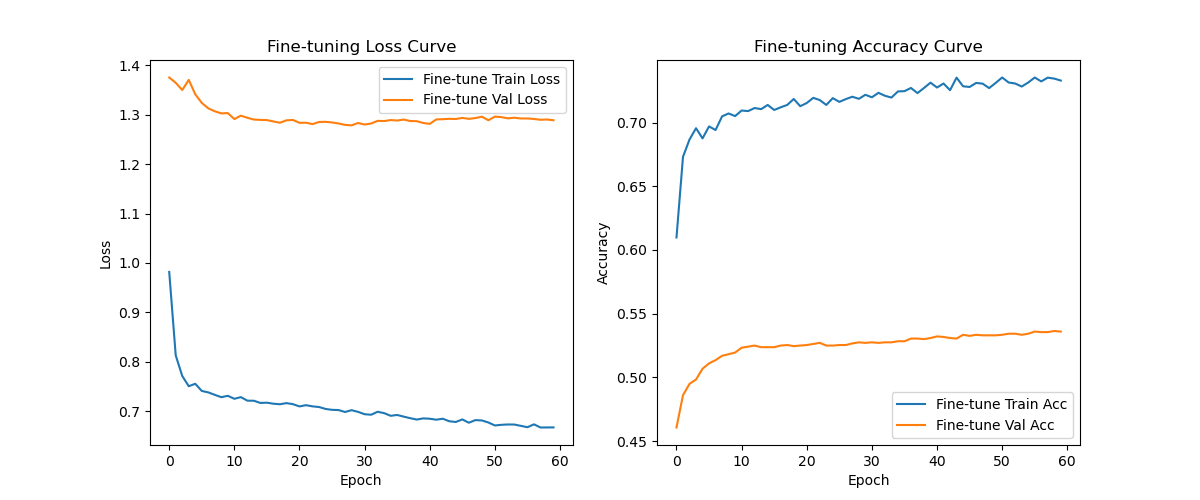 Fine-tuning Loss Curve
Fine-tune Train Loss
Fine-tune Val Loss
1.4
1.3
1.2
1.1
1.0
0.9
0.8
0.7
Loss
0 10 20 30 40 50 60
Epoch
Fine-tuning Accuracy Curve
0.70
0.65
0.60
0.55
0.50
0.45
Accuracy
Fine-tune Train Acc
Fine-tune Val Acc
0 10 20 30 40 50 60
Epoch